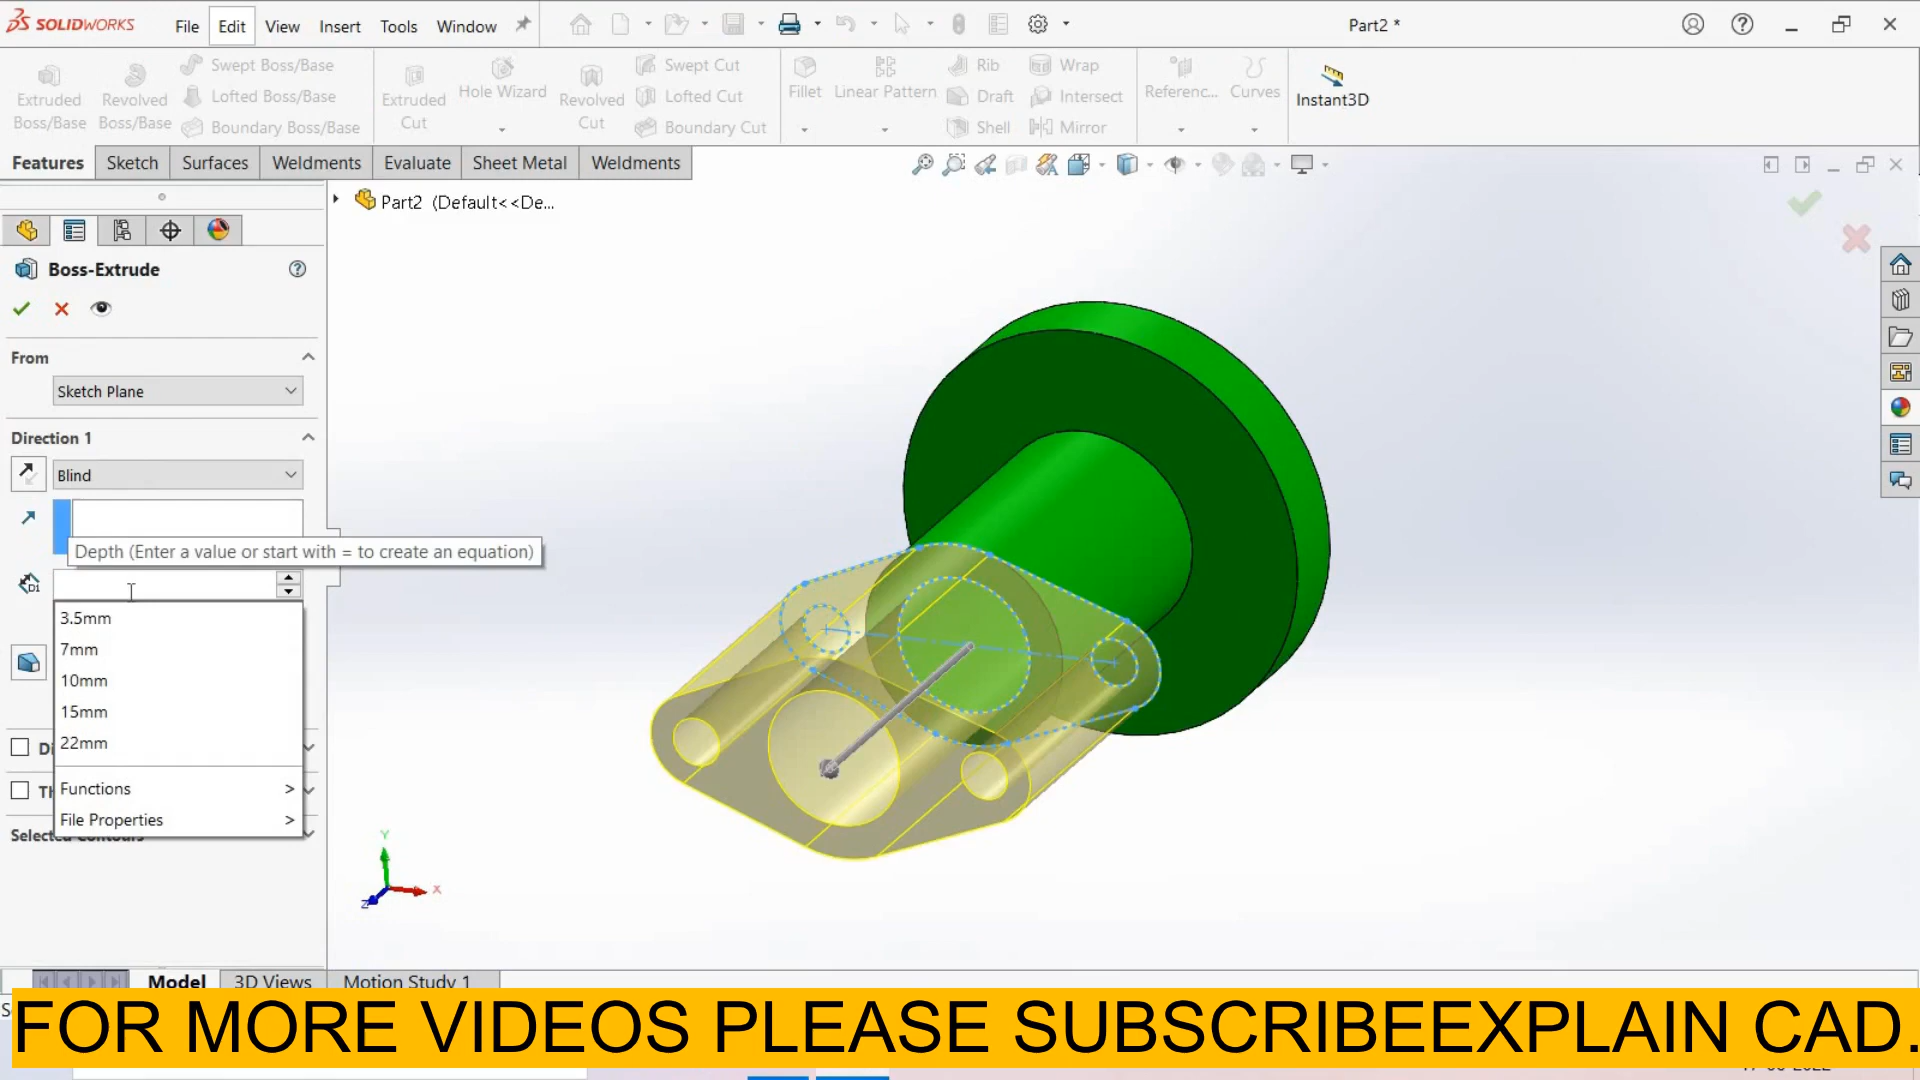 SOLIDWORKS File Edit View Insert Tools Window Part2 *
Extruded Boss/Base
Revolved Boss/Base
Swept Boss/Base
Lofted Boss/Base
Boundary Boss/Base
Extruded Cut
Hole Wizard
Revolved Cut
Swept Cut
Lofted Cut
Boundary Cut
Fillet
Linear Pattern
Rib
Draft
Shell
Wrap
Intersect
Mirror
Referenc...
Curves
Instant3D
Features Sketch Surfaces Weldments Evaluate Sheet Metal Weldments
Part2 (Default<<De...
Boss-Extrude
From
Sketch Plane
Direction 1
Blind
Depth (Enter a value or start with = to create an equation)
D1
3.5mm
7mm
10mm
15mm
22mm
Functions >
File Properties >
Y
X
Z
Model 3D Views Motion Study 1
FOR MORE VIDEOS PLEASE SUBSCRIBEEXPLAIN CAD.